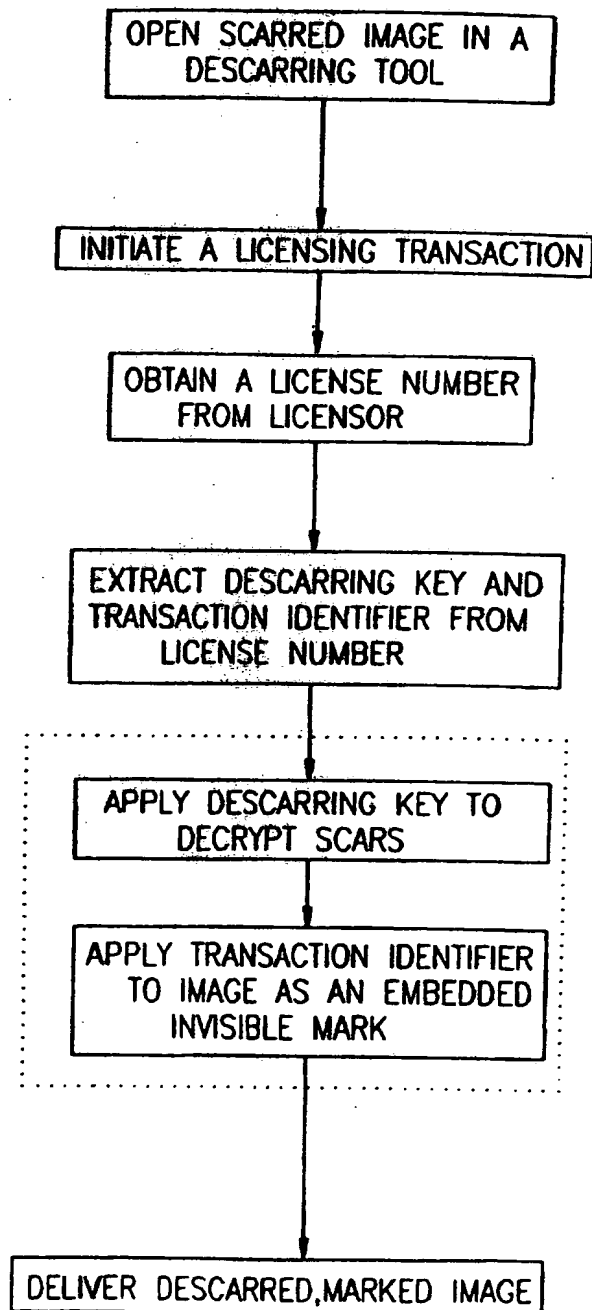 OPEN SCARRED IMAGE IN A
DESCARRING TOOL
INITIATE A LICENSING TRANSACTION
OBTAIN A LICENSE NUMBER
FROM LICENSOR
EXTRACT DESCARRING KEY AND
TRANSACTION IDENTIFIER FROM
LICENSE NUMBER
APPLY DESCARRING KEY TO
DECRYPT SCARS
APPLY TRANSACTION IDENTIFIER
TO IMAGE AS AN EMBEDDED
INVISIBLE MARK
DELIVER DESCARRED,MARKED IMAGE